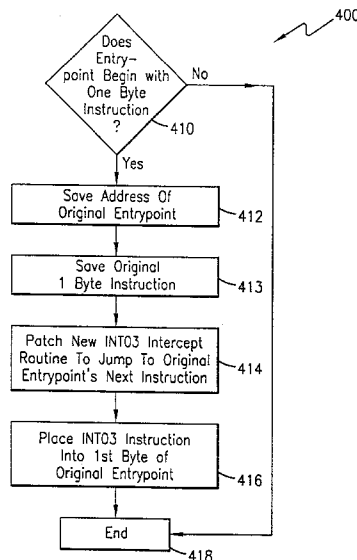 400
Does
Entry-
point Begin with
One Byte
Instruction
?
No
410
Yes
Save Address Of
Original Entrypoint
412
Save Original
1 Byte Instruction
413
Patch New INT03 Intercept
Routine To Jump To Original
Entrypoint's Next Instruction
414
Place INT03 Instruction
Into 1st Byte of
Original Entrypoint
416
End
418